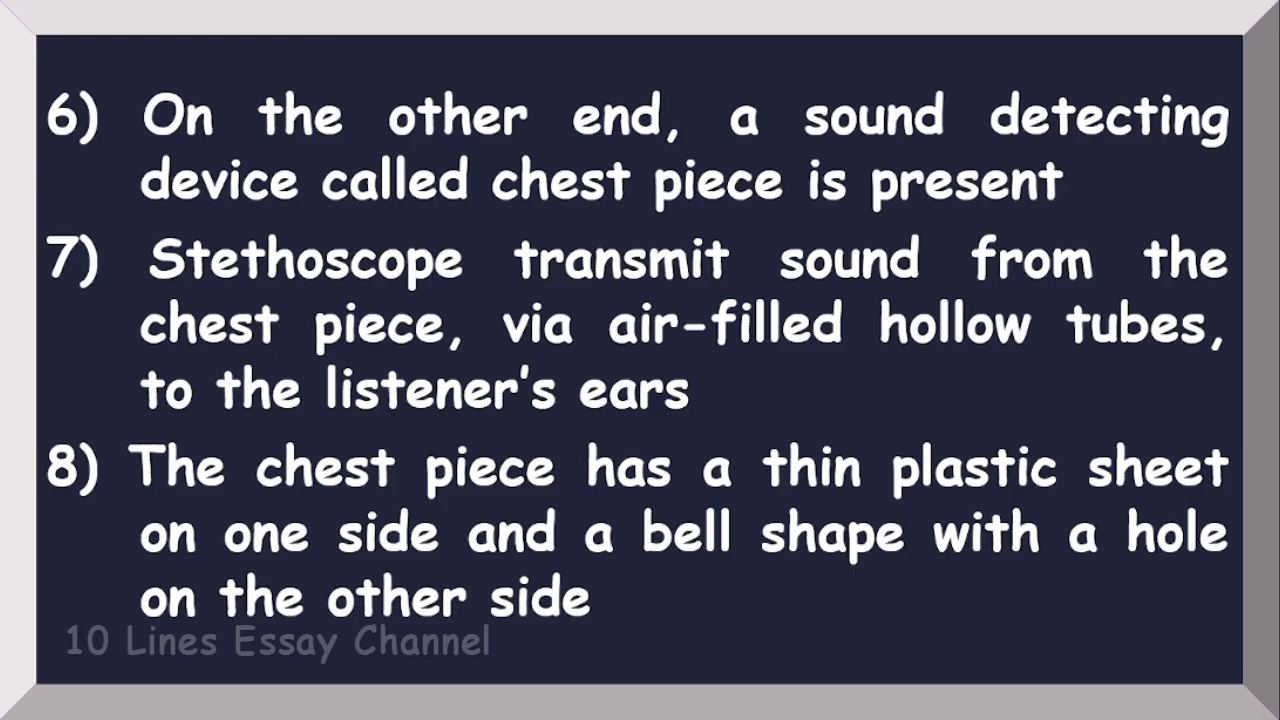 6) On the other end, a sound detecting
device called chest piece is present
7) Stethoscope transmit sound from the
chest piece, via air-filled hollow tubes,
to the listener's ears
8) The chest piece has a thin plastic sheet
on one side and a bell shape with a hole
on the other side
10 Lines Essay Channel